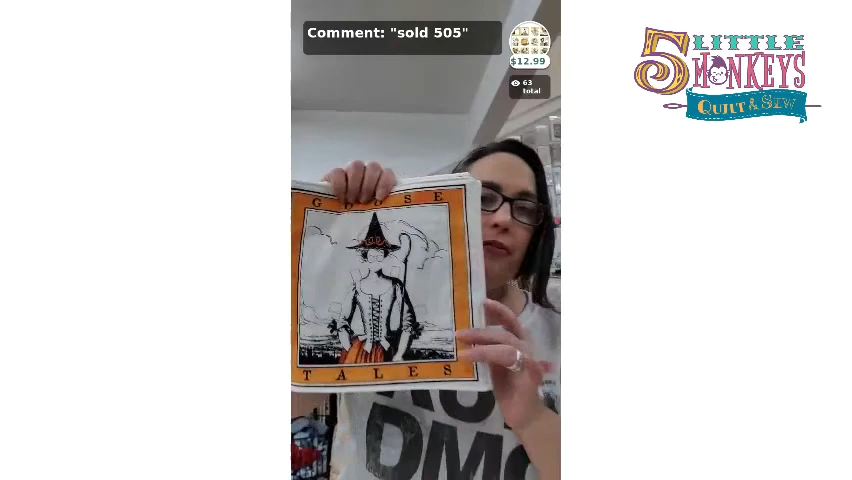 Comment: "sold 505"
$12.99
63
total
5 LITTLE
MONKEYS
QUILT & SEW
GOOSE
TALES
DMC